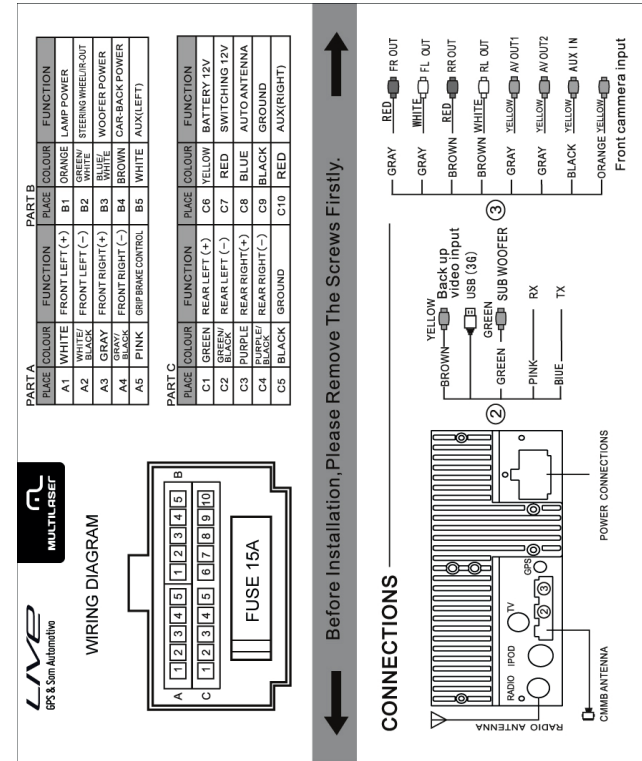 LIVE
GPS & Som Automotivo
MULTILASER
WIRING DIAGRAM
A 1 2 3 4 5 1 2 3 4 5 B
C 1 2 3 4 5 6 7 8 9 10
FUSE 15A
PART A
PLACE COLOUR FUNCTION
A1 WHITE FRONT LEFT (+)
A2 WHITE/BLACK FRONT LEFT (−)
A3 GRAY FRONT RIGHT(+)
A4 GRAY/BLACK FRONT RIGHT (−)
A5 PINK GRIP BRAKE CONTROL
PART B
PLACE COLOUR FUNCTION
B1 ORANGE LAMP POWER
B2 GREEN/WHITE STEERING WHEEL/IR-OUT
B3 BLUE/WHITE WOOFER POWER
B4 BROWN CAR-BACK POWER
B5 WHITE AUX(LEFT)
PART C
PLACE COLOUR FUNCTION PLACE COLOUR FUNCTION
C1 GREEN REAR LEFT (+) C6 YELLOW BATTERY 12V
C2 GREEN/BLACK REAR LEFT (−) C7 RED SWITCHING 12V
C3 PURPLE REAR RIGHT(+) C8 BLUE AUTO ANTENNA
C4 PURPLE/BLACK REAR RIGHT(−) C9 BLACK GROUND
C5 BLACK GROUND C10 RED AUX(RIGHT)
Before Installation,Please Remove The Screws Firstly.
CONNECTIONS
RADIO ANTENNA
RADIO
IPOD
TV
GPS
② ③
CMMB ANTENNA
POWER CONNECTIONS
②
BROWN YELLOW Back up
video input
USB (3G)
GREEN GREEN SUB WOOFER
PINK RX
BIUE TX
③
GRAY RED FR OUT
GRAY WHITE FL OUT
BROWN RED RR OUT
BROWN WHITE RL OUT
GRAY YELLOW AV OUT1
GRAY YELLOW AV OUT2
BLACK YELLOW AUX IN
ORANGE YELLOW
Front cammera input